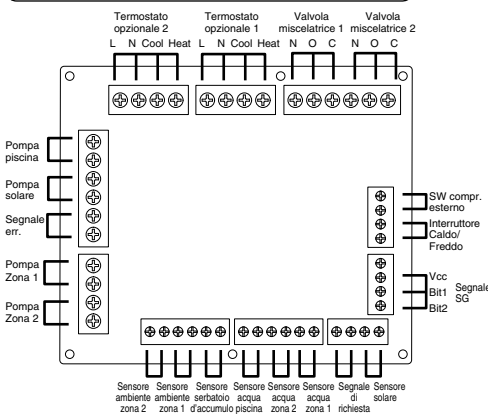 Termostato
opzionale 2
Termostato
opzionale 1
Valvola
miscelatrice 1
Valvola
miscelatrice 2
L N Cool Heat
L N Cool Heat
N O C
N O C
Pompa
piscina
Pompa
solare
Segnale
err.
Pompa
Zona 1
Pompa
Zona 2
SW compr.
esterno
Interruttore
Caldo/
Freddo
Vcc
Bit1
Bit2
Segnale
SG
Sensore
ambiente
zona 2
Sensore
ambiente
zona 1
Sensore
serbatoio
d'accumulo
Sensore
acqua
piscina
Sensore
acqua
zona 2
Sensore
acqua
zona 1
Segnale
di
richiesta
Sensore
solare